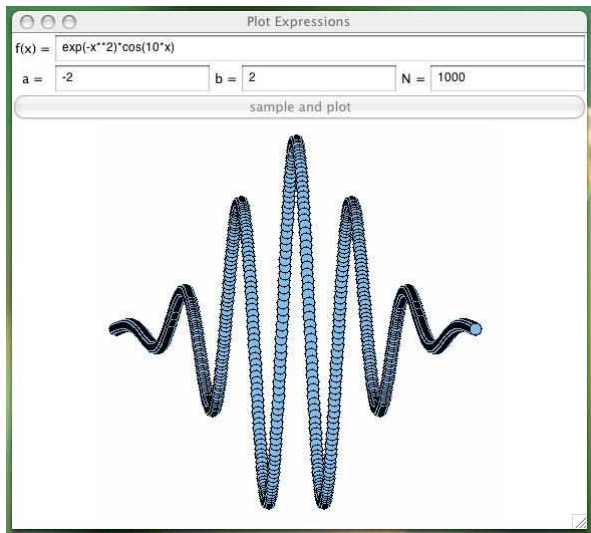 Plot Expressions
f(x) = exp(-x**2)*cos(10*x)
a = -2 b = 2 N = 1000
sample and plot